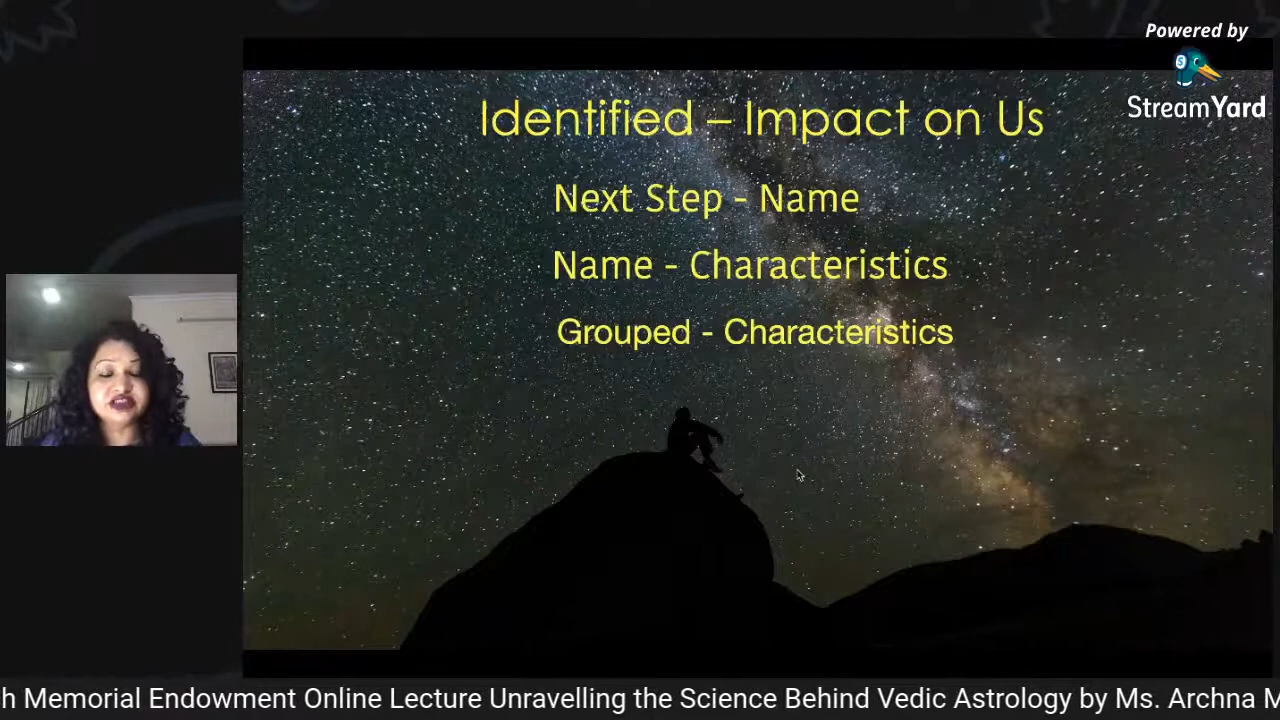 Powered by
StreamYard
Identified – Impact on Us
Next Step - Name
Name - Characteristics
Grouped - Characteristics
h Memorial Endowment Online Lecture Unravelling the Science Behind Vedic Astrology by Ms. Archna M